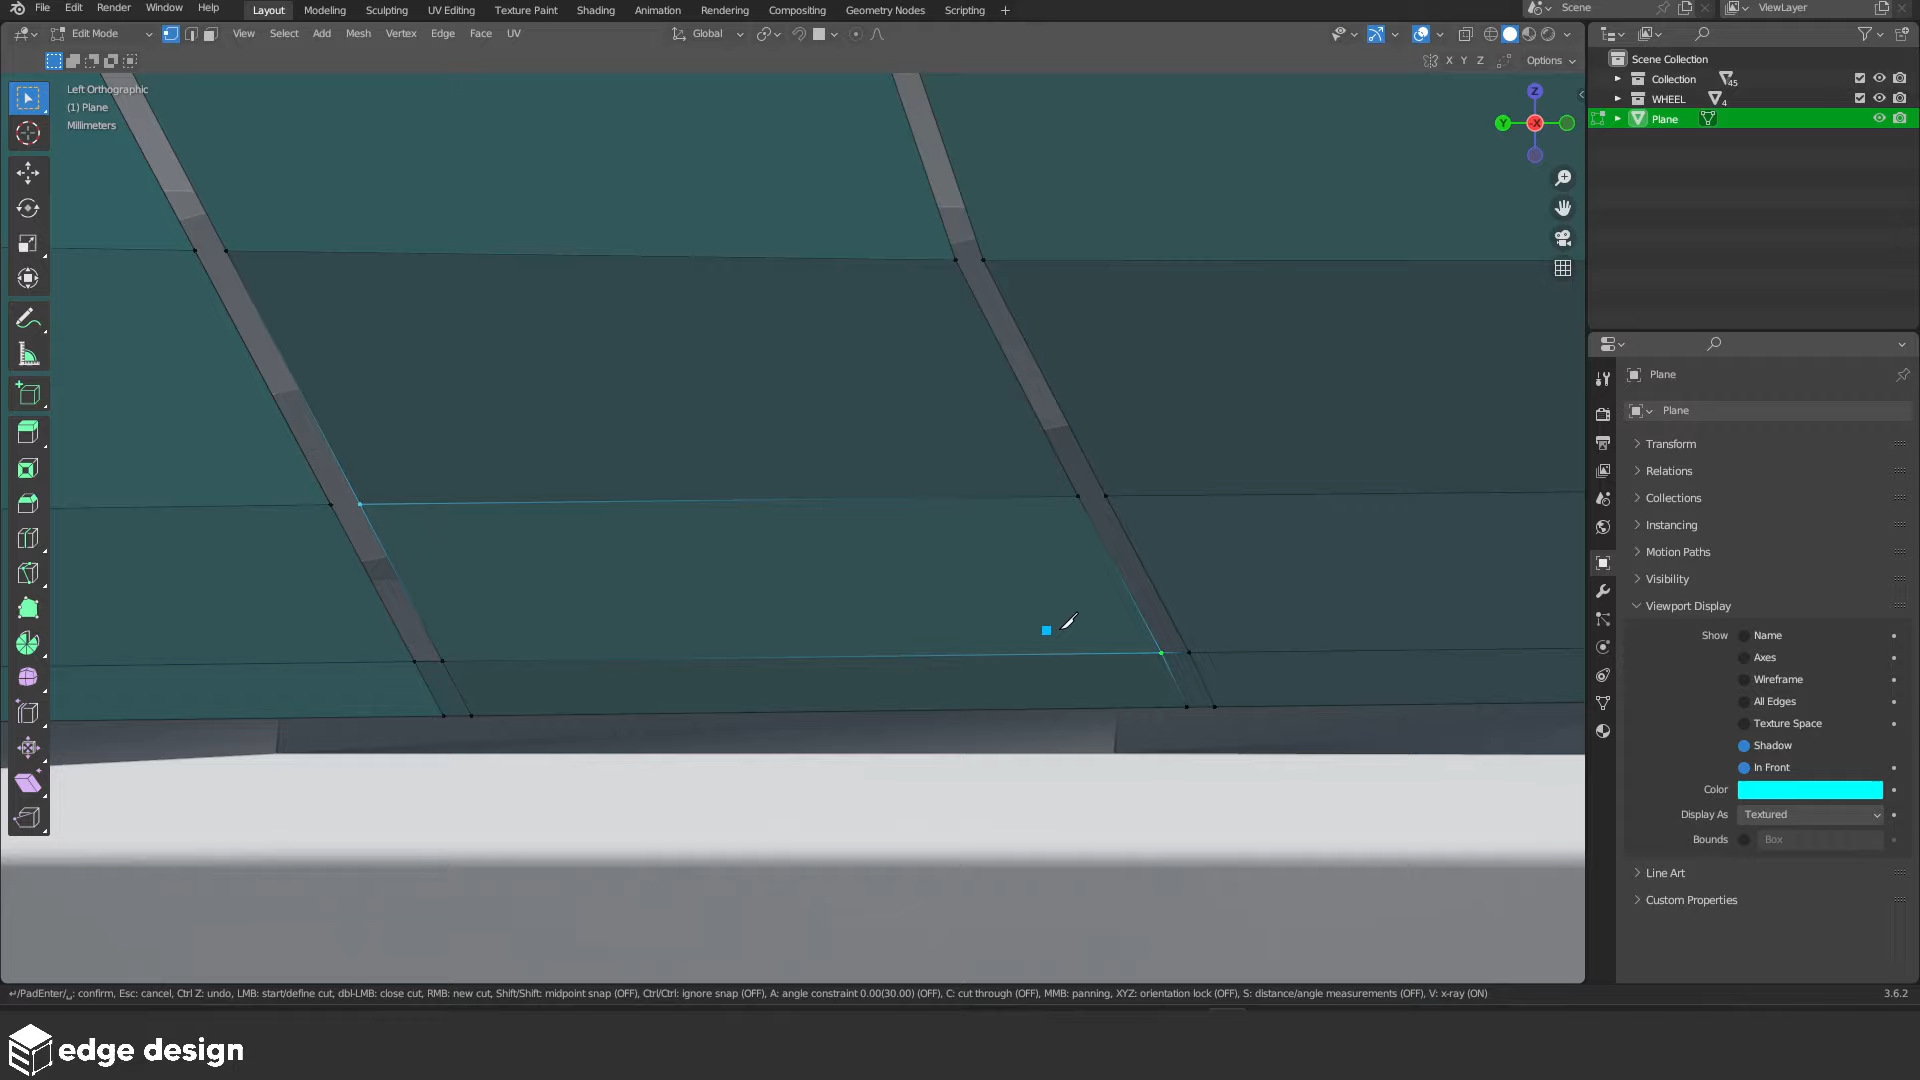 File Edit Render Window Help Layout Modeling Sculpting UV Editing Texture Paint Shading Animation Rendering Compositing Geometry Nodes Scripting + Scene ViewLayer
Edit Mode View Select Add Mesh Vertex Edge Face UV Global
X Y Z Options
Left Orthographic
(1) Plane
Millimeters
Z
Y
-X
Scene Collection
Collection 45
WHEEL 4
Plane
Plane
Plane
Transform
Relations
Collections
Instancing
Motion Paths
Visibility
Viewport Display
Show Name
Axes
Wireframe
All Edges
Texture Space
Shadow
In Front
Color
Display As Textured
Bounds Box
Line Art
Custom Properties
↵/PadEnter/␣: confirm, Esc: cancel, Ctrl Z: undo, LMB: start/define cut, dbl-LMB: close cut, RMB: new cut, Shift/Shift: midpoint snap (OFF), Ctrl/Ctrl: ignore snap (OFF), A: angle constraint 0.00(30.00) (OFF), C: cut through (OFF), MMB: panning, XYZ: orientation lock (OFF), S: distance/angle measurements (OFF), V: x-ray (ON)
3.6.2
edge design